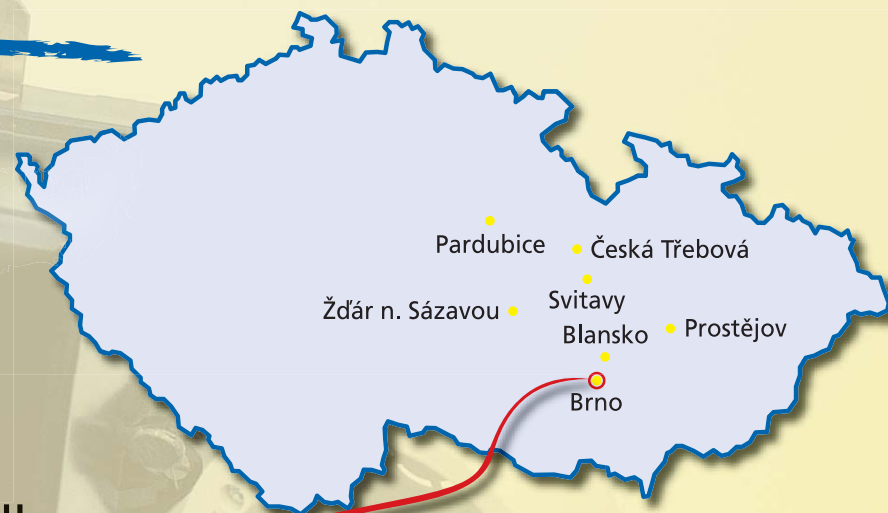 Pardubice
Česká Třebová
Svitavy
Žďár n. Sázavou
Blansko
Prostějov
Brno